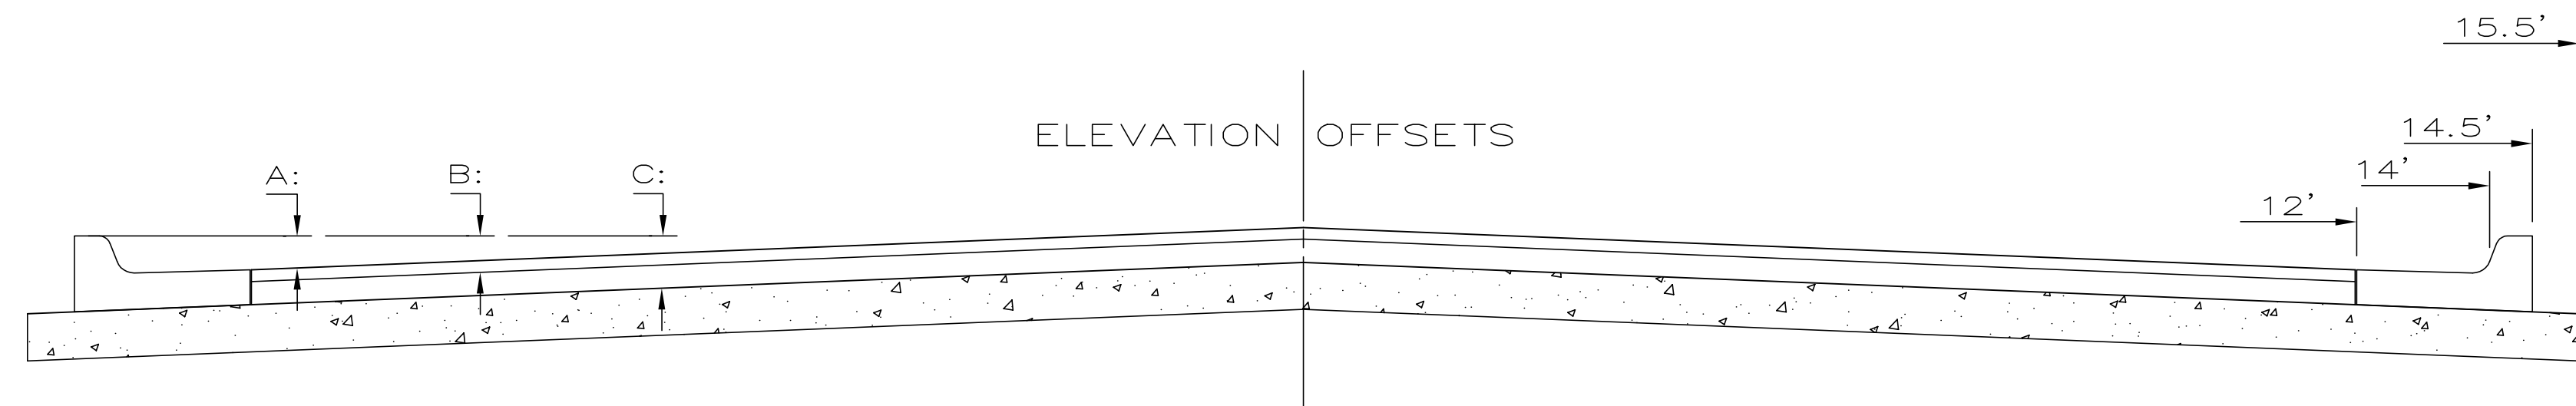 15.5’
ELEVATION OFFSETS
14.5’
A: B: C:
14’
12’